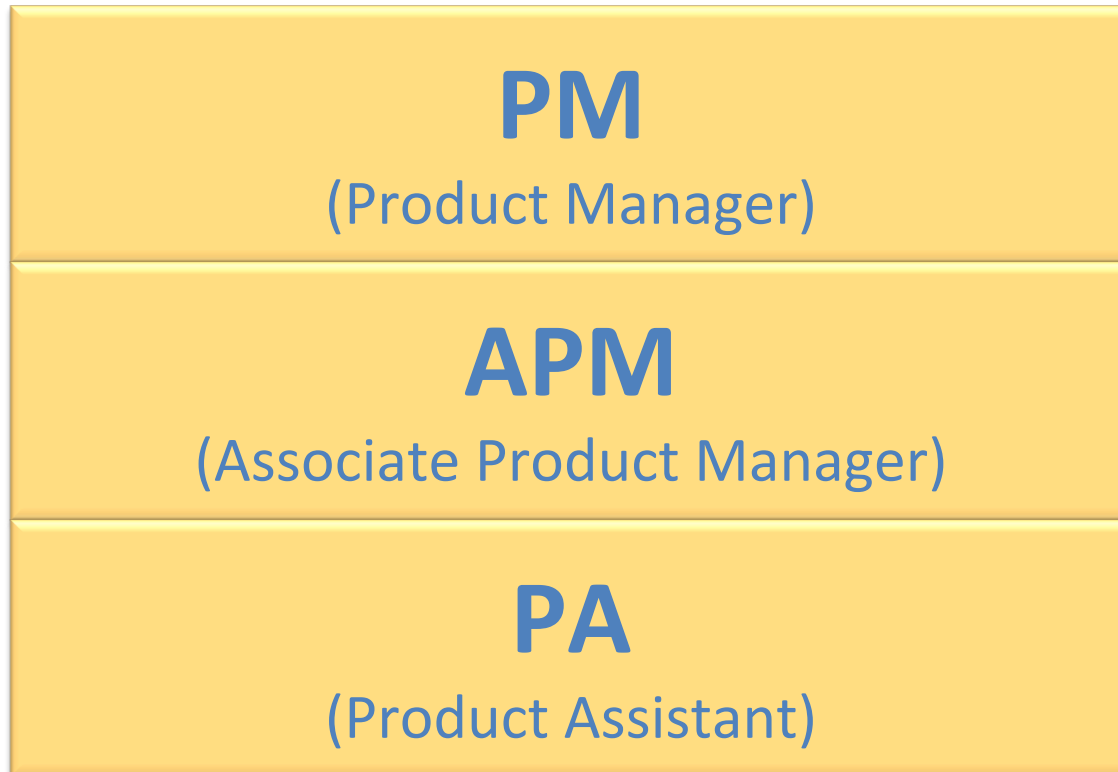 PM
(Product Manager)
APM
(Associate Product Manager)
PA
(Product Assistant)